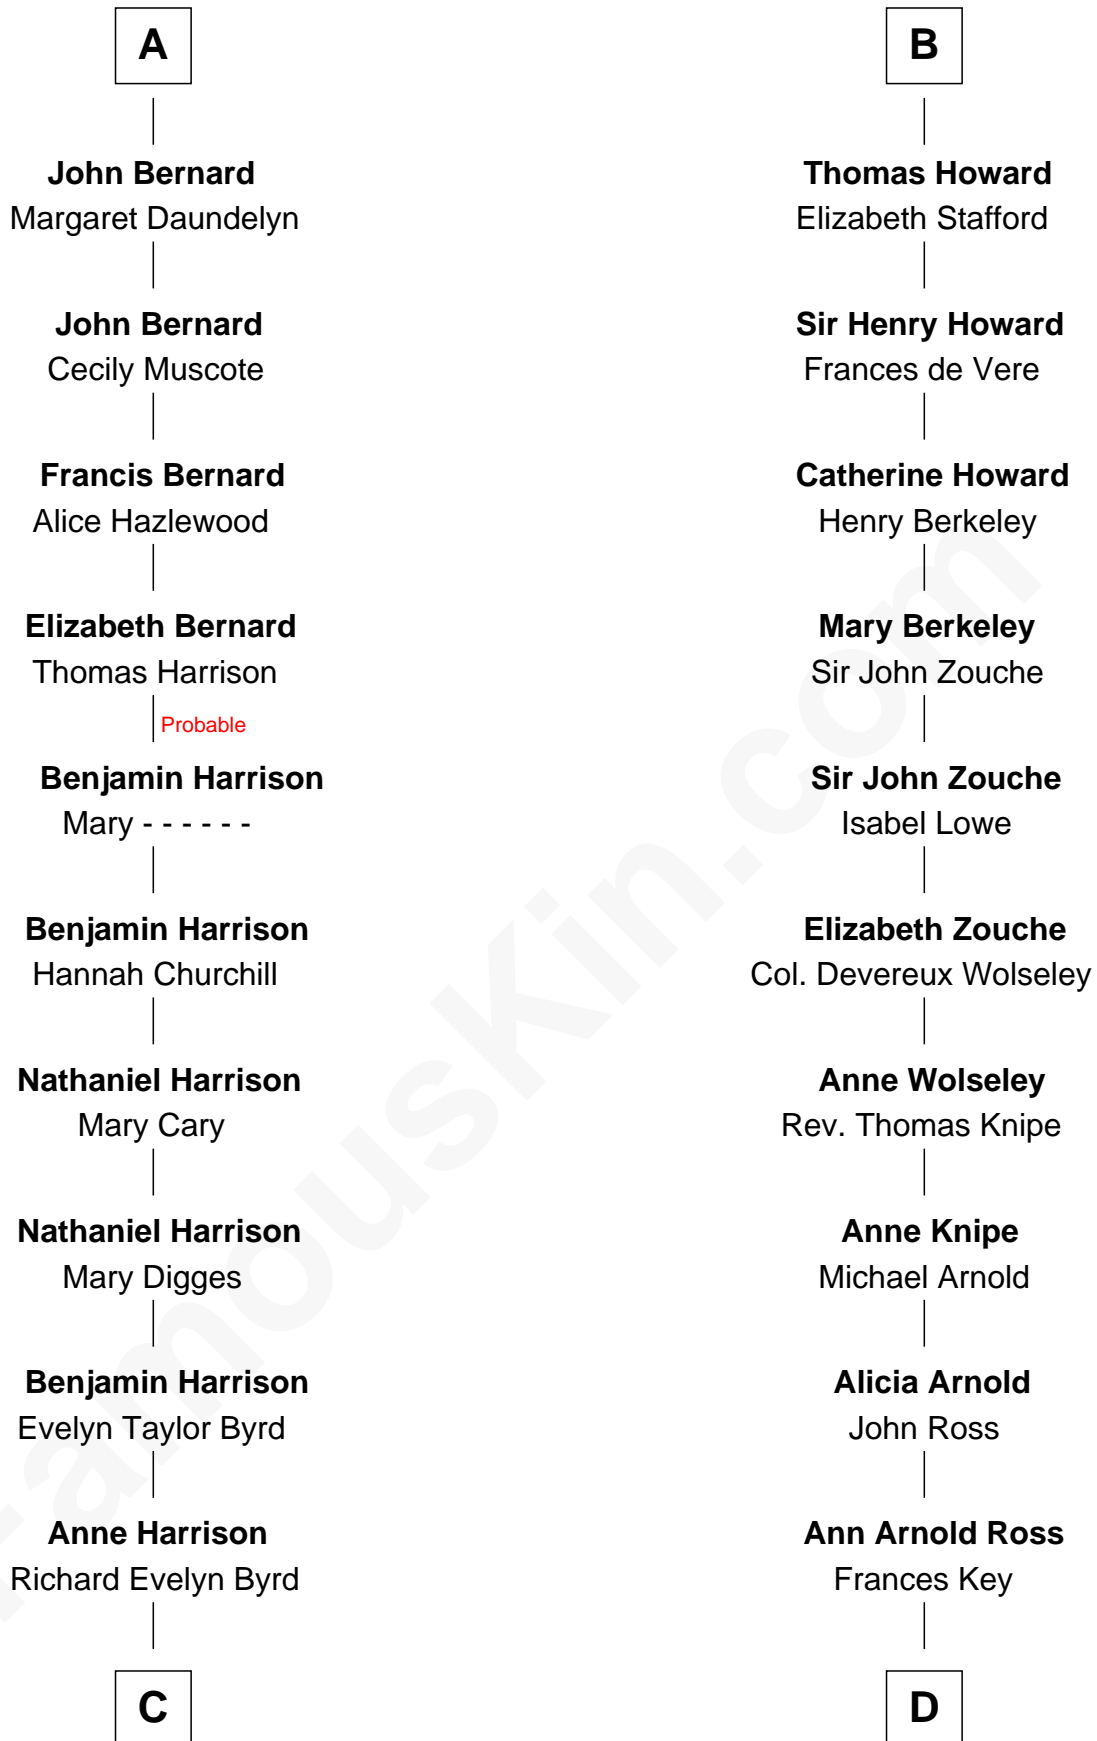 A
John Bernard
Margaret Daundelyn
John Bernard
Cecily Muscote
Francis Bernard
Alice Hazlewood
Elizabeth Bernard
Thomas Harrison
Probable
Benjamin Harrison
Mary - - - - - -
Benjamin Harrison
Hannah Churchill
Nathaniel Harrison
Mary Cary
Nathaniel Harrison
Mary Digges
Benjamin Harrison
Evelyn Taylor Byrd
Anne Harrison
Richard Evelyn Byrd
C
B
Thomas Howard
Elizabeth Stafford
Sir Henry Howard
Frances de Vere
Catherine Howard
Henry Berkeley
Mary Berkeley
Sir John Zouche
Sir John Zouche
Isabel Lowe
Elizabeth Zouche
Col. Devereux Wolseley
Anne Wolseley
Rev. Thomas Knipe
Anne Knipe
Michael Arnold
Alicia Arnold
John Ross
Ann Arnold Ross
Frances Key
D
FamousKin.com